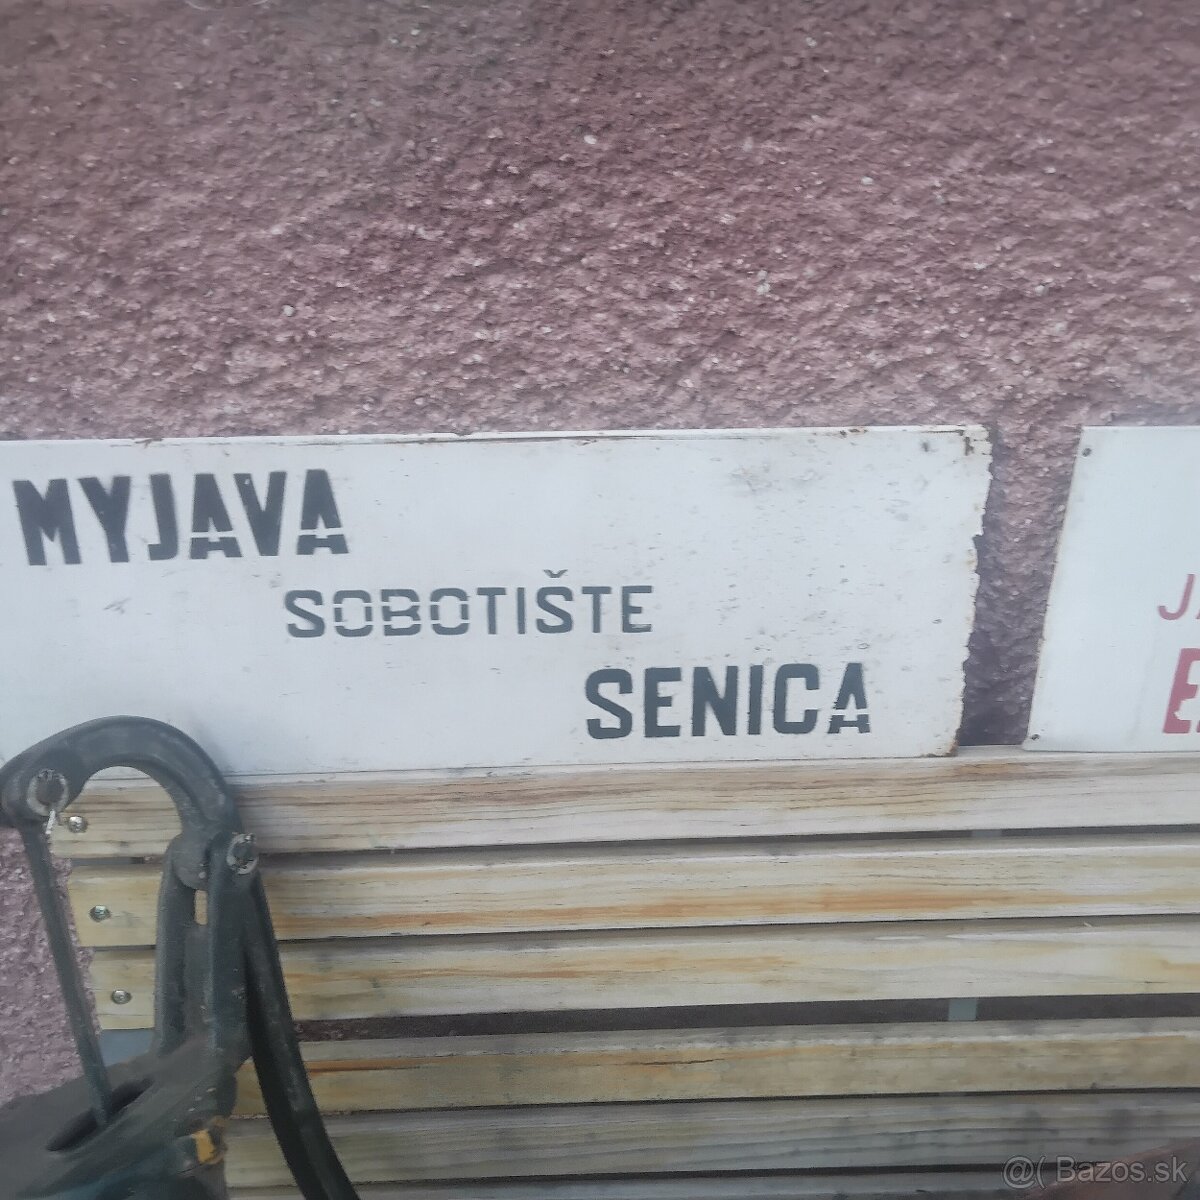 MYJAVA
SOBOTIŠTE
SENICA
@( Bazos.sk